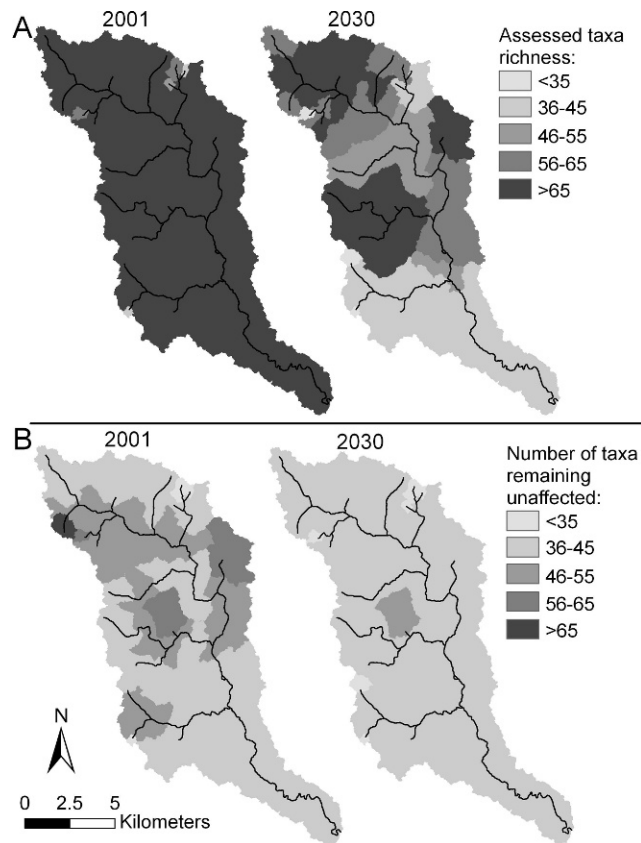 A
2001
2030
Assessed taxa
richness:
<35
36-45
46-55
56-65
>65
B
2001
2030
Number of taxa
remaining
unaffected:
<35
36-45
46-55
56-65
>65
N
0 2.5 5
Kilometers